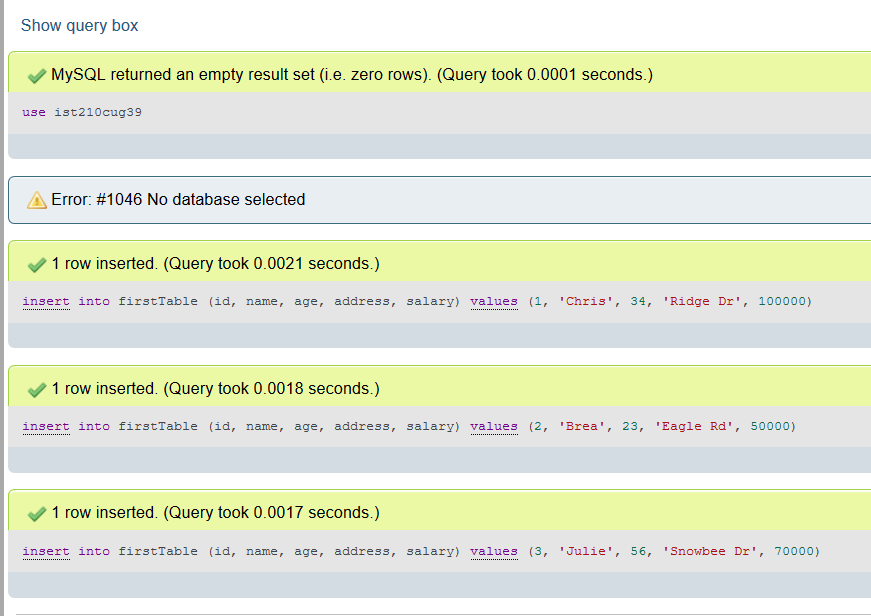 Show query box
MySQL returned an empty result set (i.e. zero rows). (Query took 0.0001 seconds.)
use ist210cug39
Error: #1046 No database selected
1 row inserted. (Query took 0.0021 seconds.)
insert into firstTable (id, name, age, address, salary) values (1, 'Chris', 34, 'Ridge Dr', 100000)
1 row inserted. (Query took 0.0018 seconds.)
insert into firstTable (id, name, age, address, salary) values (2, 'Brea', 23, 'Eagle Rd', 50000)
1 row inserted. (Query took 0.0017 seconds.)
insert into firstTable (id, name, age, address, salary) values (3, 'Julie', 56, 'Snowbee Dr', 70000)